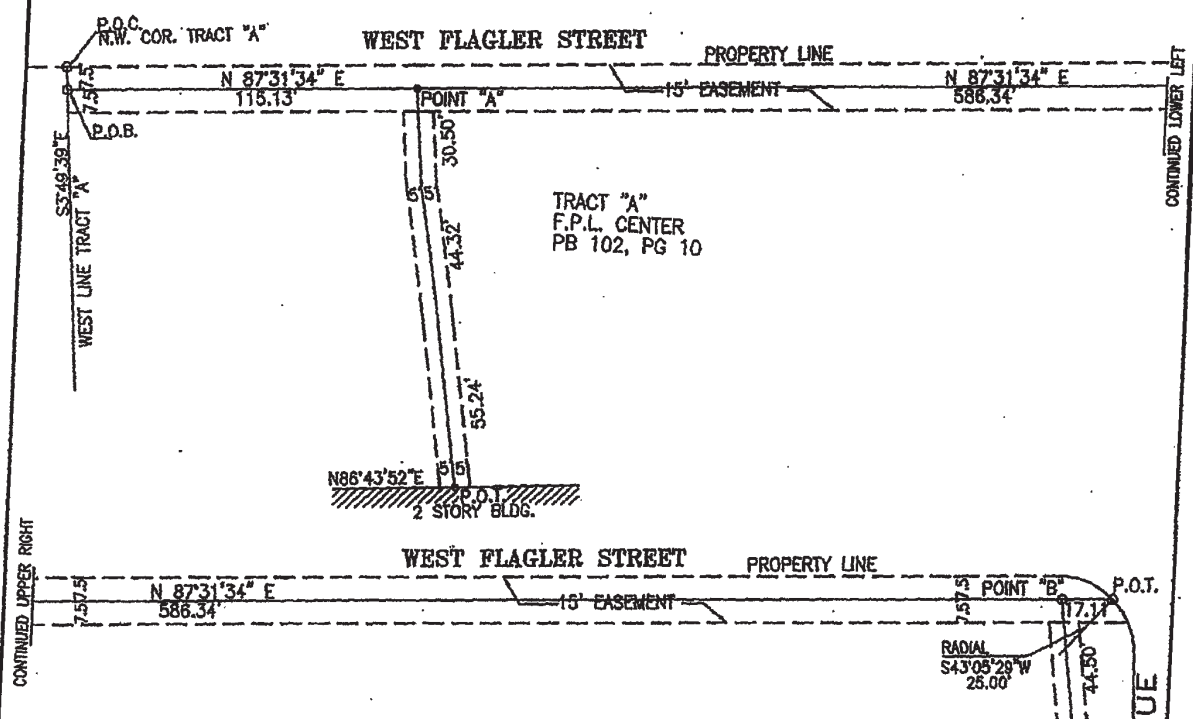 P.O.C.
N.W. COR. TRACT "A"
WEST FLAGLER STREET
PROPERTY LINE
7.5'
7.5'
N 87°31'34" E
115.13'
POINT "A"
15' EASEMENT
N 87°31'34" E
586.34'
CONTINUED LOWER LEFT
P.O.B.
S3°49'39"E
WEST LINE TRACT "A"
30.50'
5'
5'
44.32'
TRACT "A"
F.P.L. CENTER
PB 102, PG 10
55.24'
N86°43'52"E
5'
5'
P.O.T.
2 STORY BLDG.
CONTINUED UPPER RIGHT
WEST FLAGLER STREET
PROPERTY LINE
7.5'
7.5'
N 87°31'34" E
586.34'
15' EASEMENT
7.5'
7.5'
POINT "B"
P.O.T.
17.11'
RADIAL
S43°05'29"W
25.00'
44.50'
UE